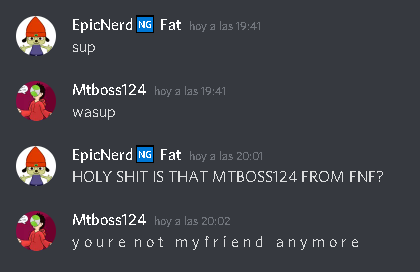 EpicNerd NG Fat hoy a las 19:41
sup
Mtboss124 hoy a las 19:41
wasup
EpicNerd NG Fat hoy a las 20:01
HOLY SHIT IS THAT MTBOSS124 FROM FNF?
Mtboss124 hoy a las 20:02
y o u r e n o t m y f r i e n d a n y m o r e